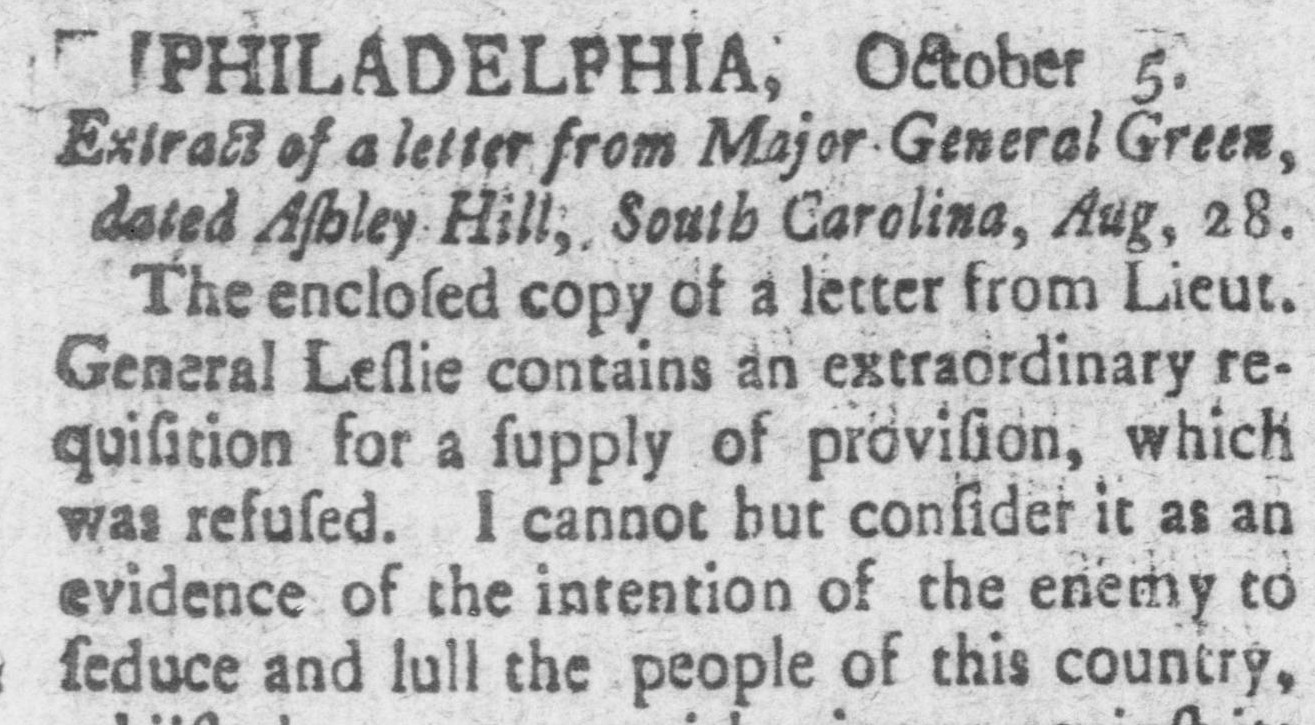 PHILADELPHIA, October 5.
Extract of a letter from Major General Green,
dated Aſhley Hill, South Carolina, Aug, 28.
The encloſed copy of a letter from Lieut.
General Leſlie contains an extraordinary re-
quiſition for a ſupply of proviſion, which
was refuſed. I cannot but conſider it as an
evidence of the intention of the enemy to
ſeduce and lull the people of this country,